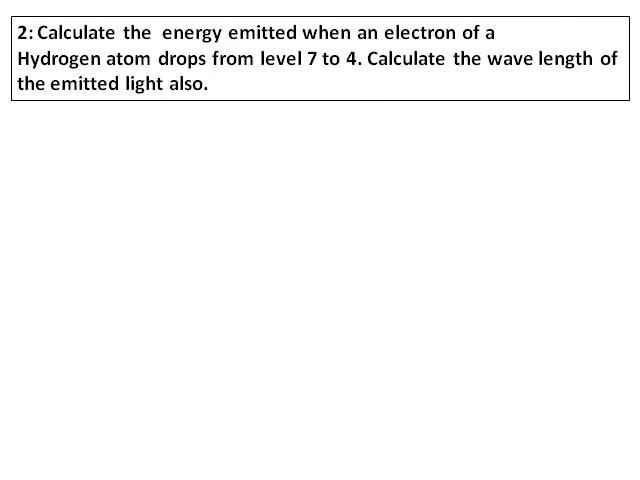 2: Calculate the energy emitted when an electron of a
Hydrogen atom drops from level 7 to 4. Calculate the wave length of
the emitted light also.